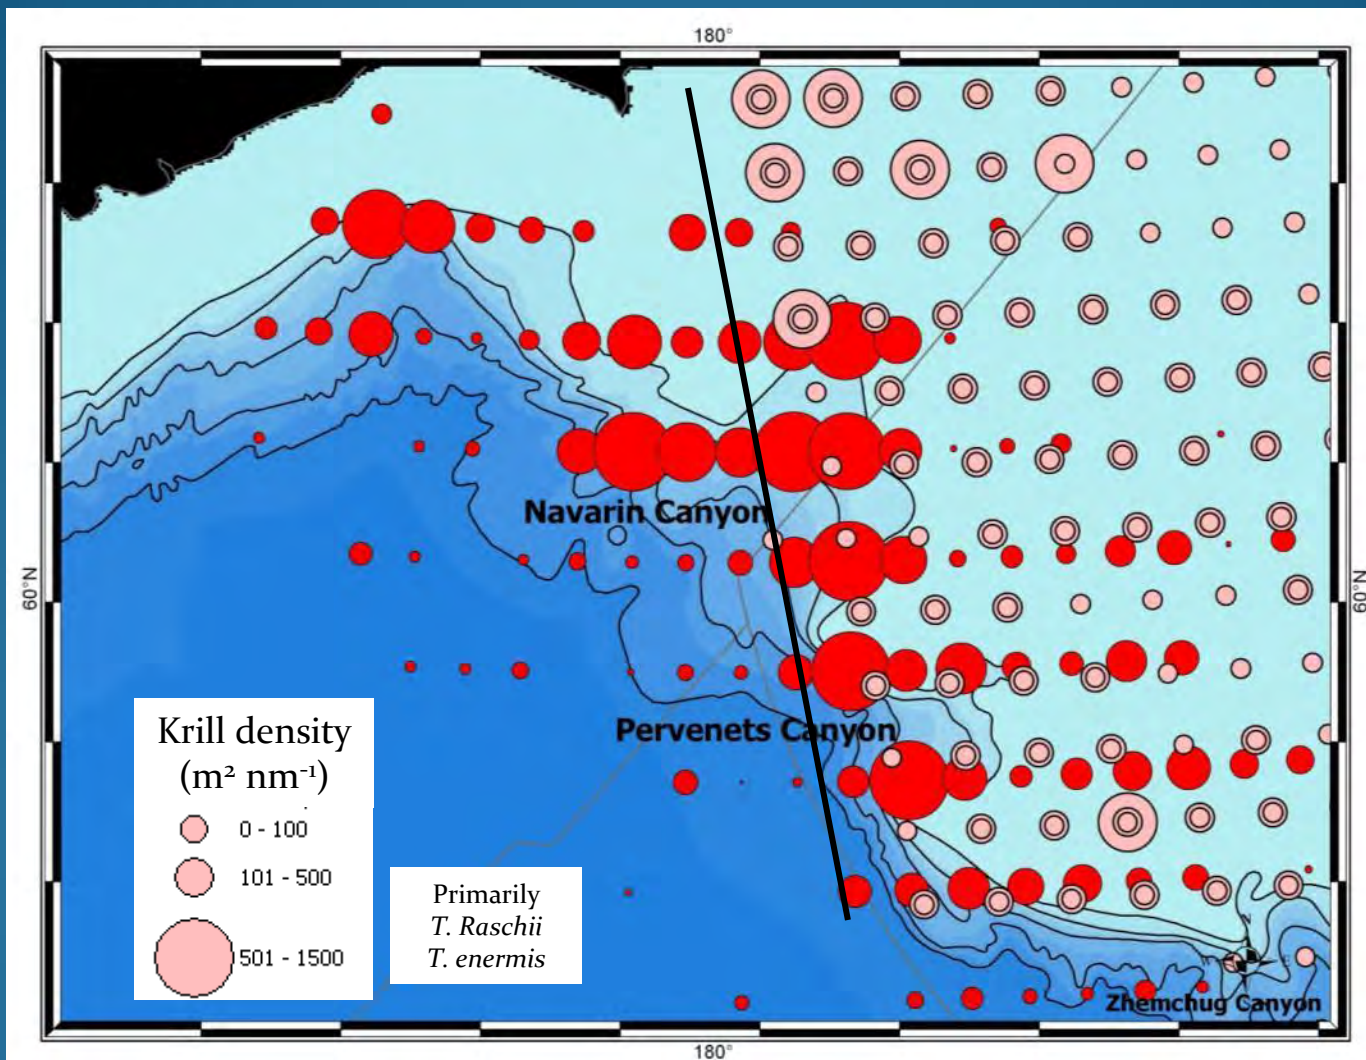 180°
Navarin Canyon
60°N
60°N
Pervenets Canyon
Krill density
(m² nm⁻¹)
0 - 100
101 - 500
501 - 1500
Primarily
T. Raschii
T. enermis
N
E
Zhemchug Canyon
180°